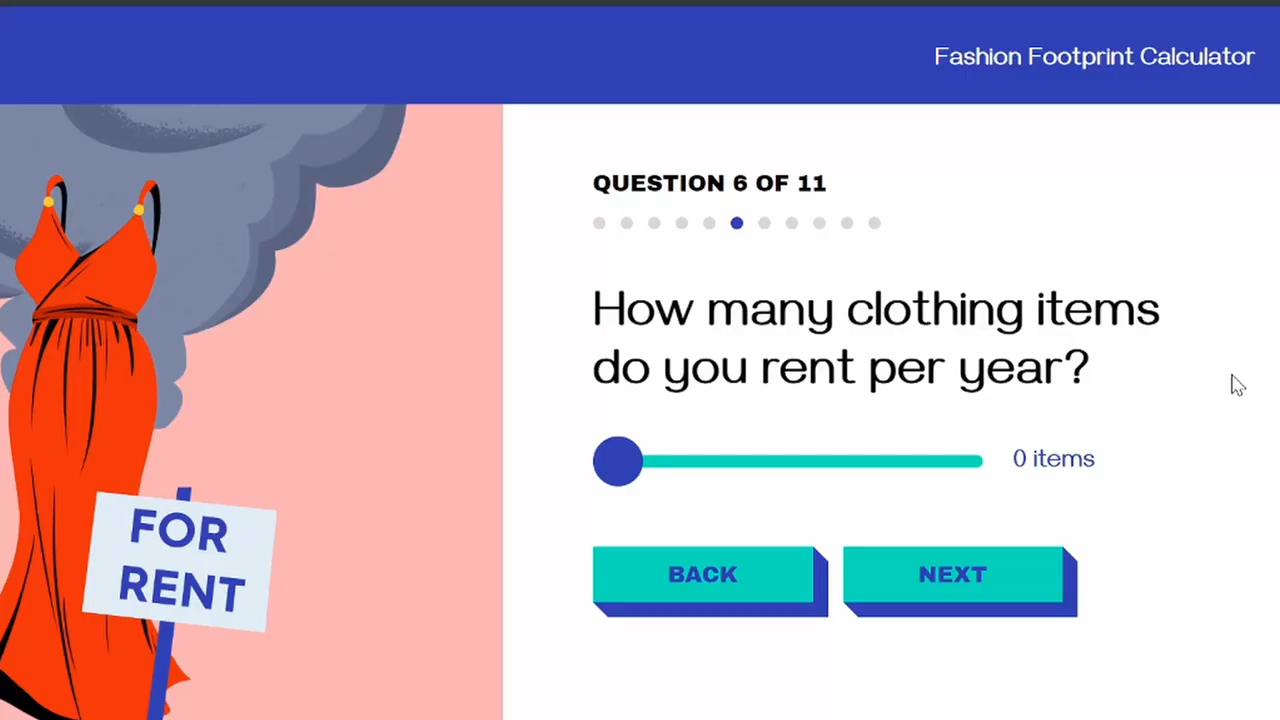 Fashion Footprint Calculator
QUESTION 6 OF 11
How many clothing items
do you rent per year?
0 items
BACK
NEXT
FOR
RENT